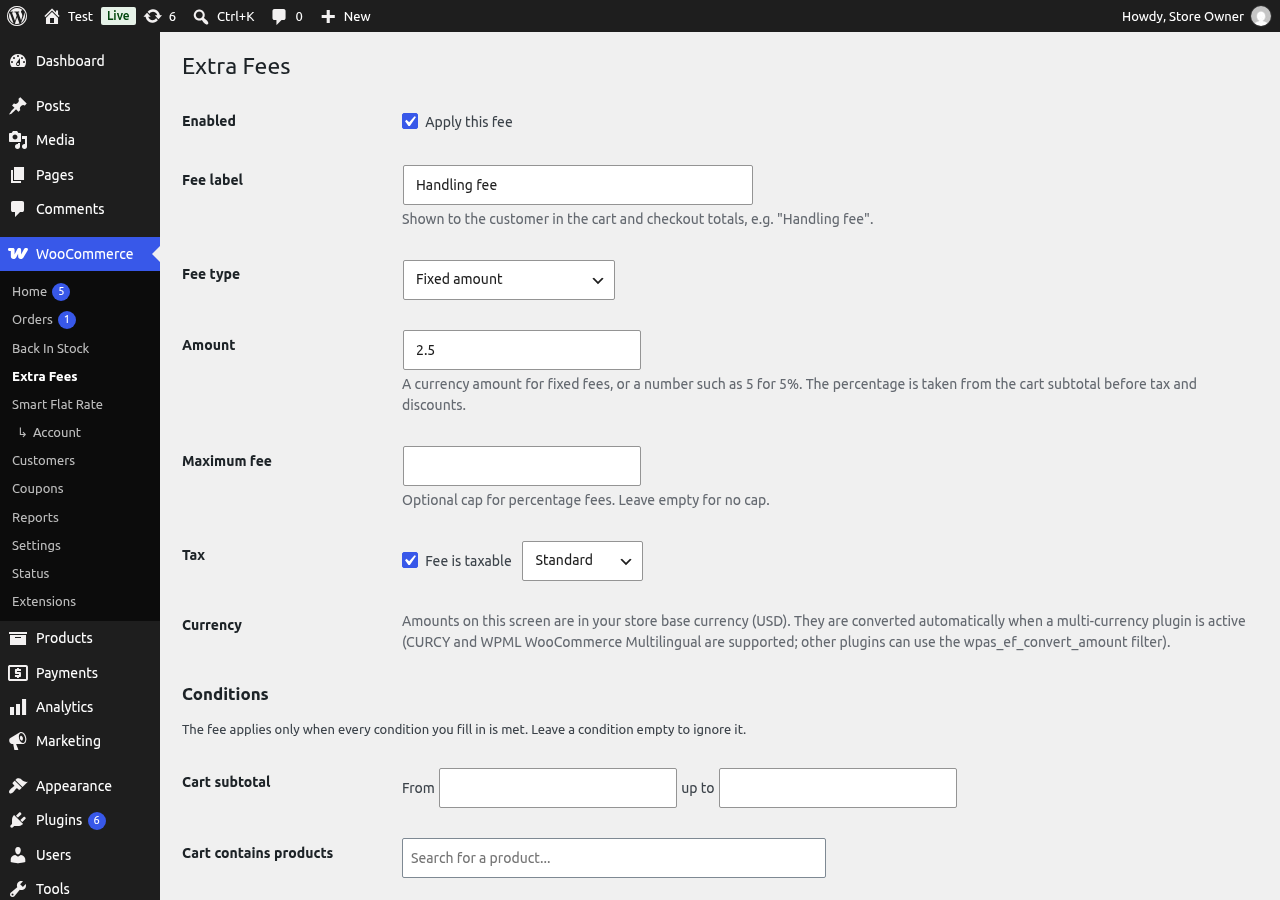 Test Live 6 Ctrl+K 0 New Howdy, Store Owner
Dashboard
Posts
Media
Pages
Comments
WooCommerce
Home 5
Orders 1
Back In Stock
Extra Fees
Smart Flat Rate
↳ Account
Customers
Coupons
Reports
Settings
Status
Extensions
Products
Payments
Analytics
Marketing
Appearance
Plugins 6
Users
Tools
Extra Fees
Enabled Apply this fee
Fee label Handling fee
Shown to the customer in the cart and checkout totals, e.g. "Handling fee".
Fee type Fixed amount
Amount 2.5
A currency amount for fixed fees, or a number such as 5 for 5%. The percentage is taken from the cart subtotal before tax and
discounts.
Maximum fee
Optional cap for percentage fees. Leave empty for no cap.
Tax Fee is taxable Standard
Currency Amounts on this screen are in your store base currency (USD). They are converted automatically when a multi-currency plugin is active
(CURCY and WPML WooCommerce Multilingual are supported; other plugins can use the wpas_ef_convert_amount filter).
Conditions
The fee applies only when every condition you fill in is met. Leave a condition empty to ignore it.
Cart subtotal From up to
Cart contains products Search for a product...